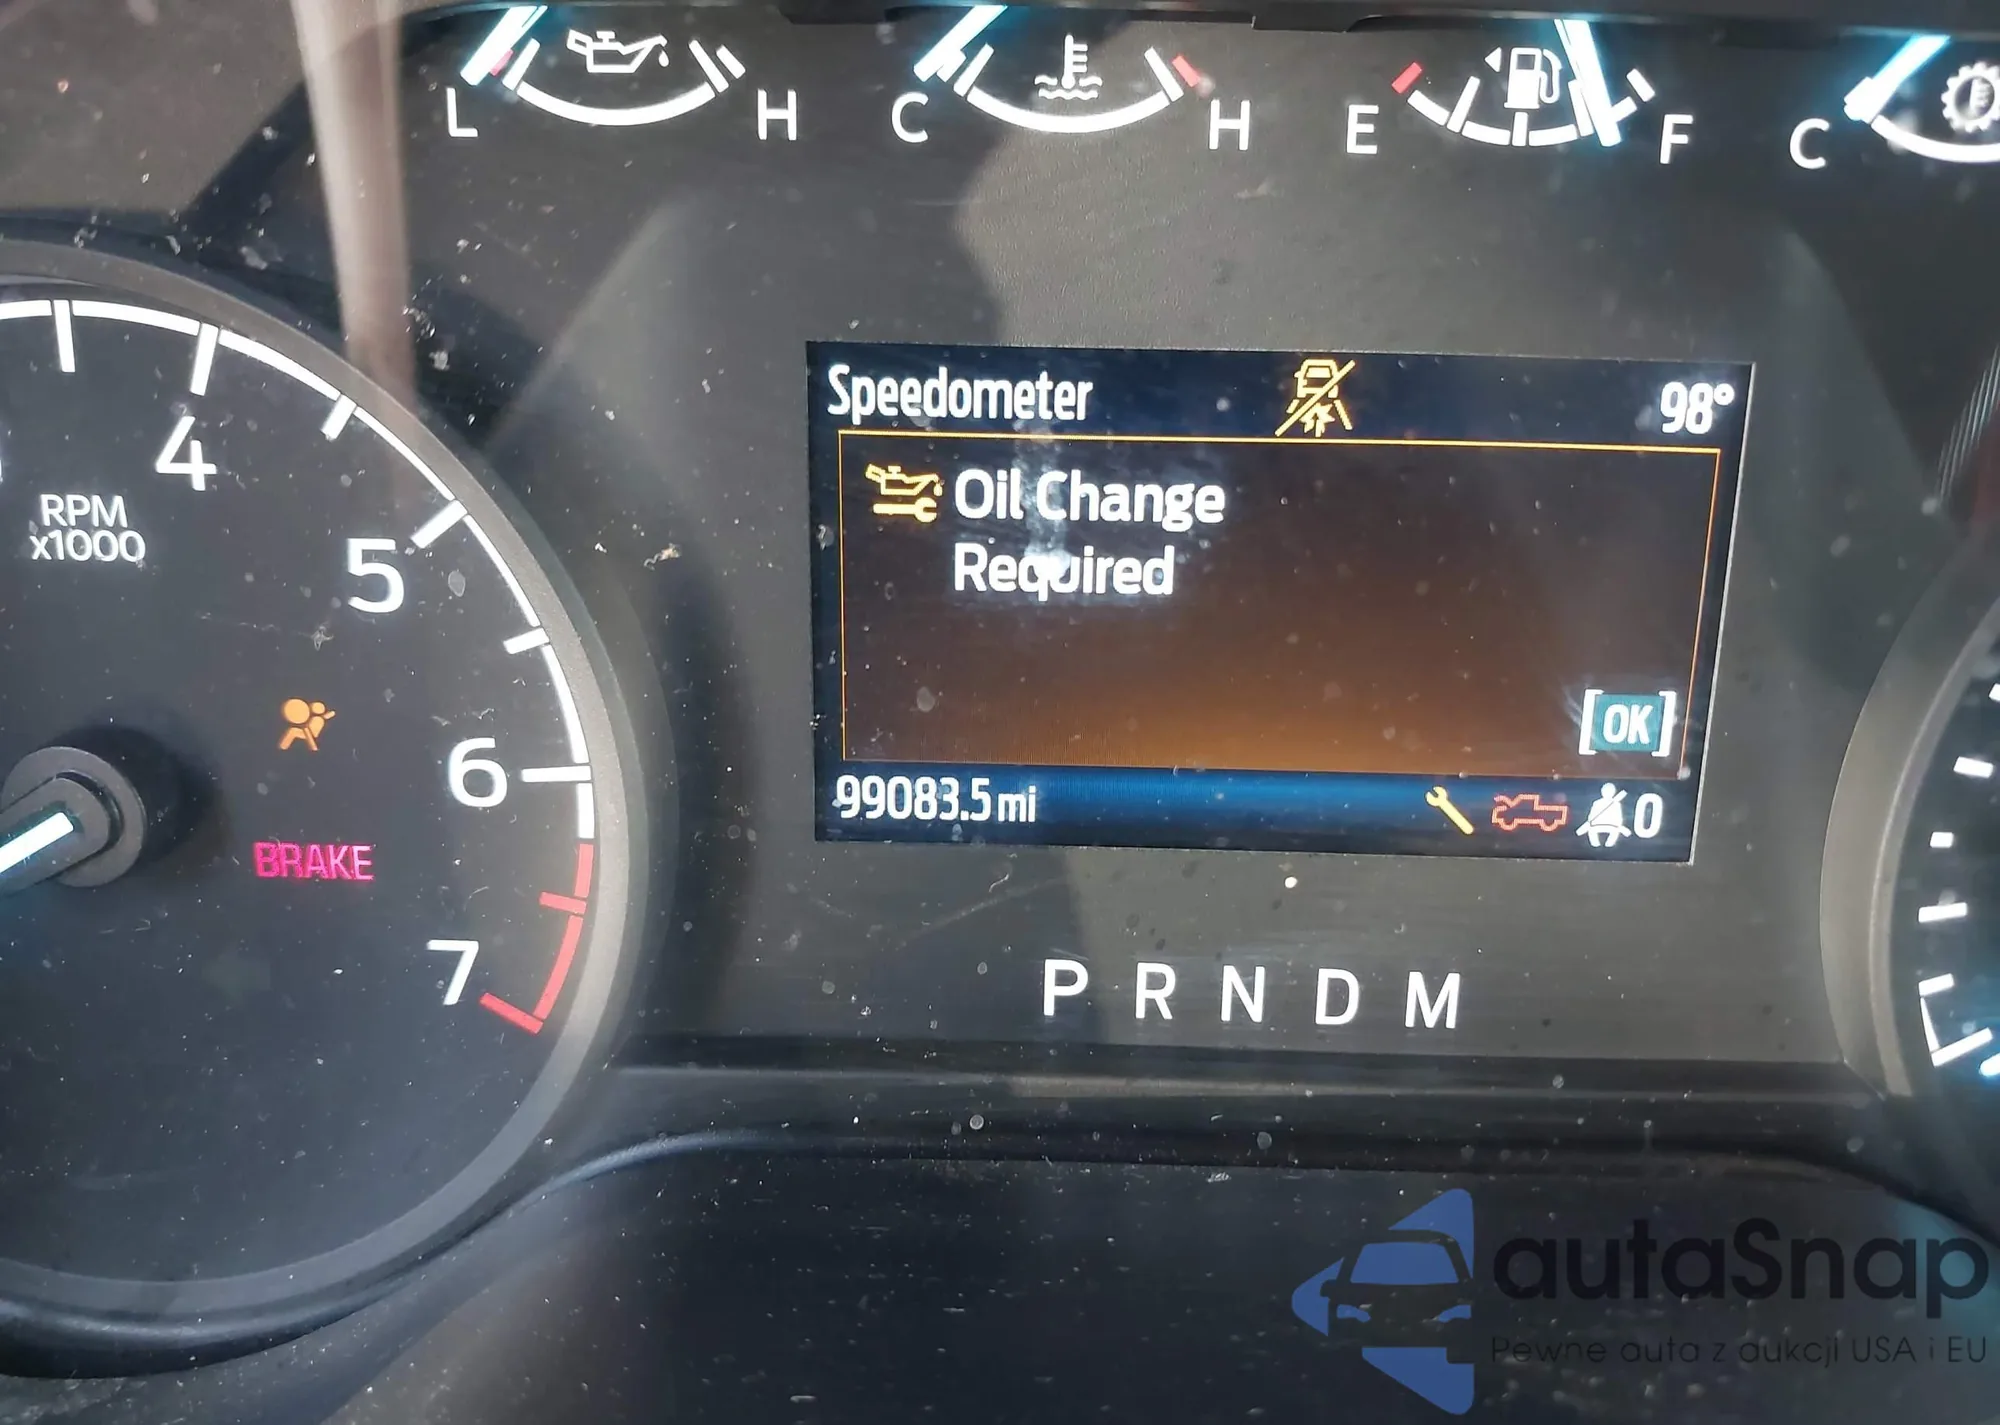 L H C H E F C
Speedometer 98°
Oil Change
Required
[OK]
99083.5 mi 0
4
RPM
x1000
5
6
BRAKE
7
P R N D M
autaSnap
Pewne auta z aukcji USA i EU